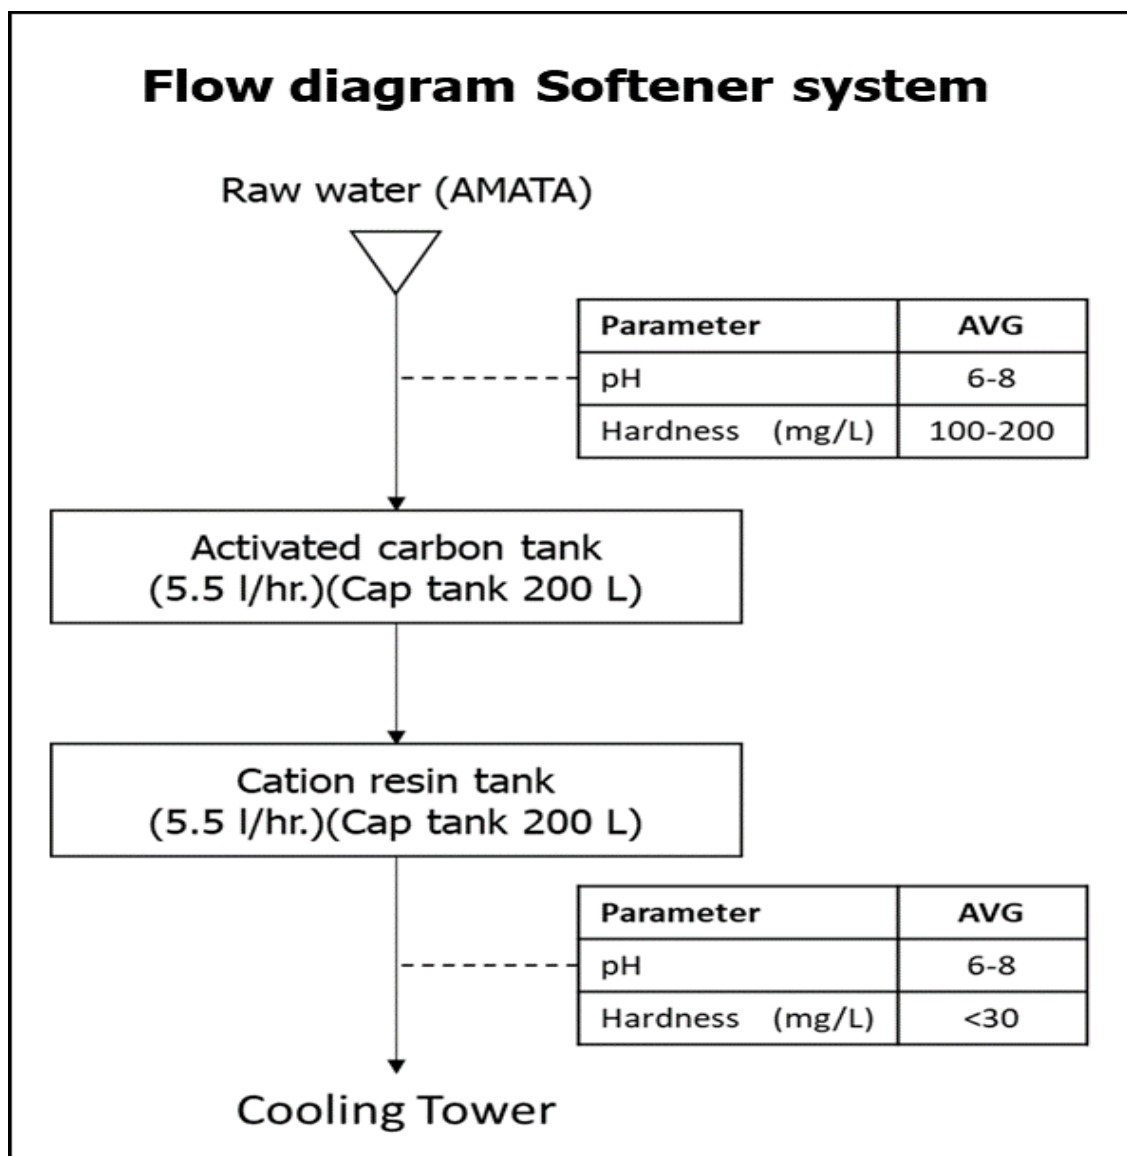 Flow diagram Softener system
Raw water (AMATA)
Parameter AVG
pH 6-8
Hardness (mg/L) 100-200
Activated carbon tank
(5.5 l/hr.)(Cap tank 200 L)
Cation resin tank
(5.5 l/hr.)(Cap tank 200 L)
Parameter AVG
pH 6-8
Hardness (mg/L) <30
Cooling Tower